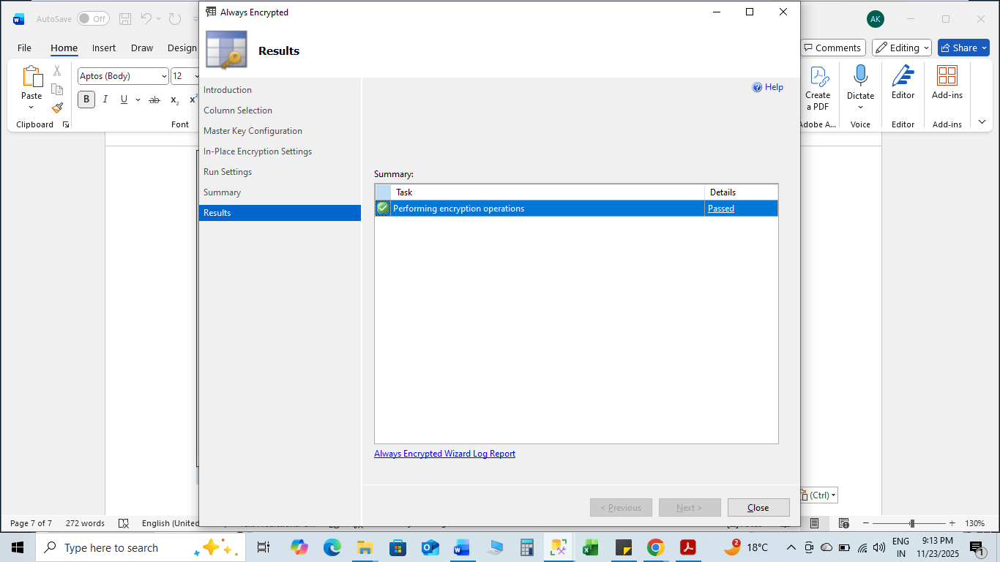 AutoSave Off
Always Encrypted
AK
File Home Insert Draw Design
Comments Editing Share
Results
Paste
Aptos (Body) 12
B I U ab x2 x2
Clipboard Font
Create
a PDF
Dictate
Editor
Add-ins
Adobe A...
Voice
Editor
Add-ins
Introduction
Column Selection
Master Key Configuration
In-Place Encryption Settings
Run Settings
Summary
Results
Help
Summary:
Task Details
Performing encryption operations Passed
Always Encrypted Wizard Log Report
< Previous Next > Close
(Ctrl)
Page 7 of 7 272 words English (United
130%
Type here to search
2
18°C
ENG
IN
9:13 PM
11/23/2025
1